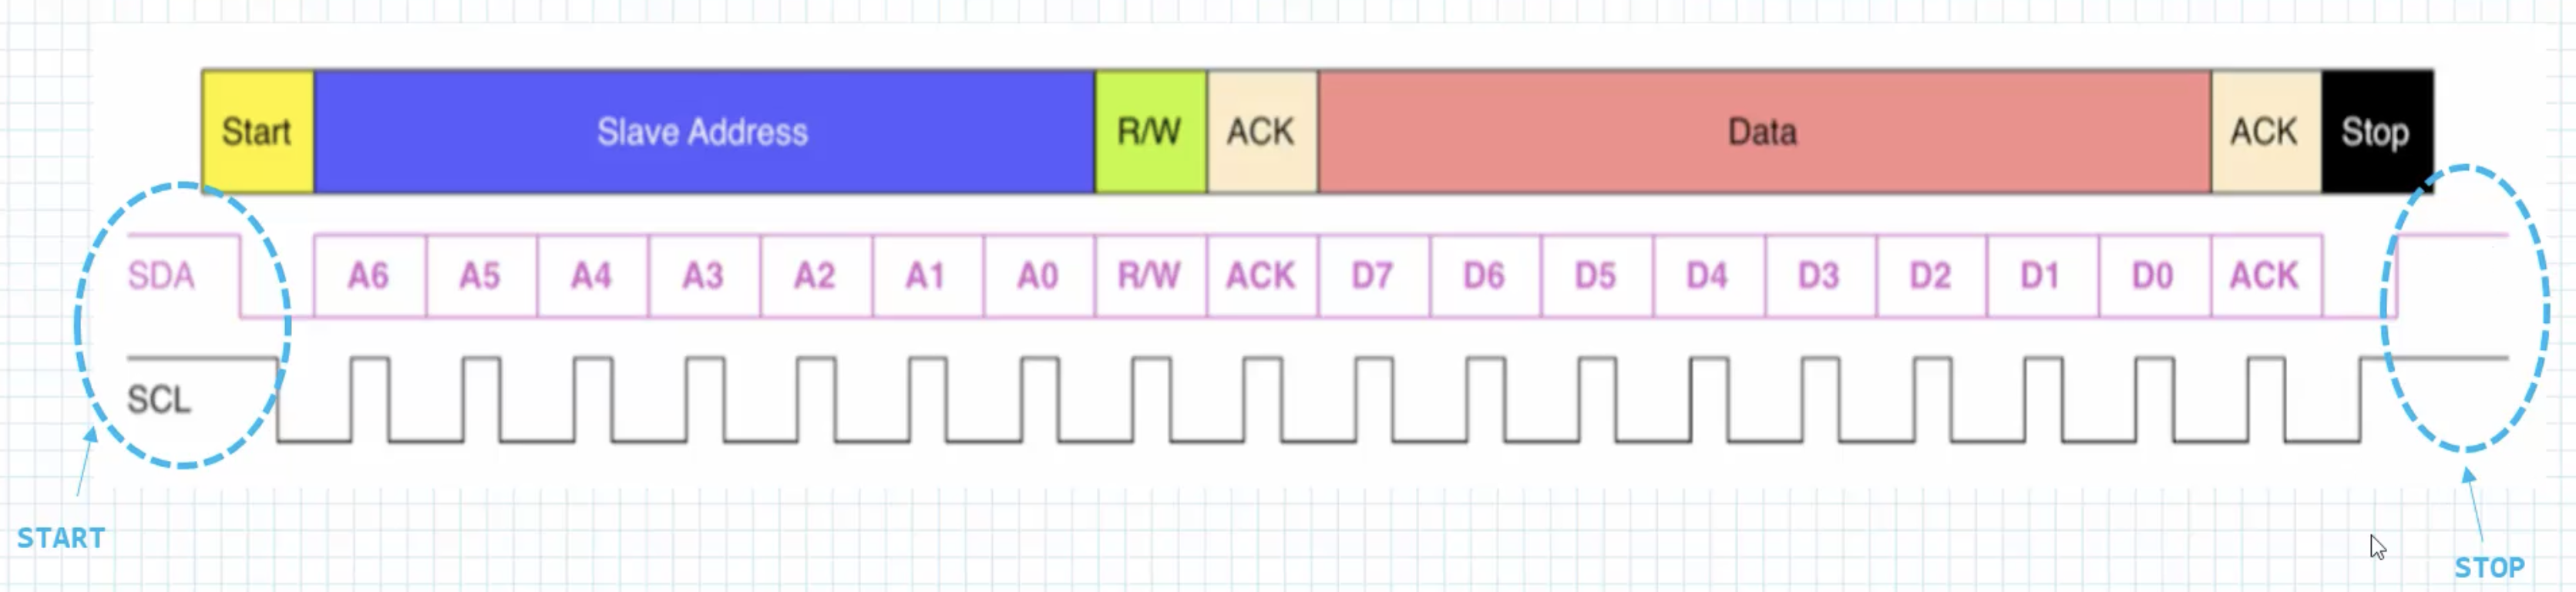 Start Slave Address R/W ACK Data ACK Stop
SDA A6 A5 A4 A3 A2 A1 A0 R/W ACK D7 D6 D5 D4 D3 D2 D1 D0 ACK
SCL
START
STOP